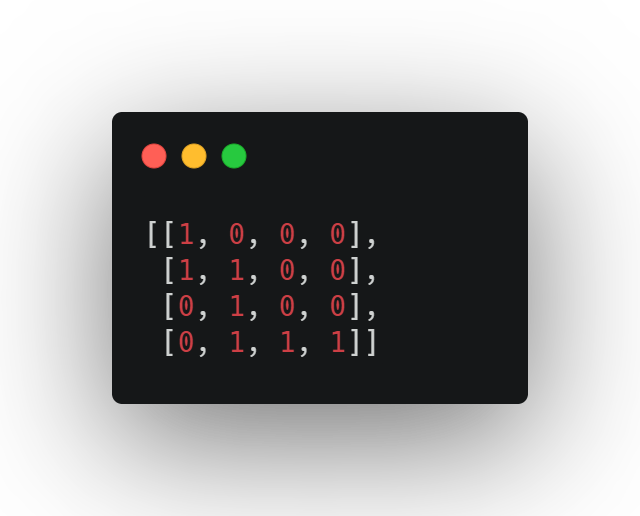 [[1, 0, 0, 0],
 [1, 1, 0, 0],
 [0, 1, 0, 0],
 [0, 1, 1, 1]]